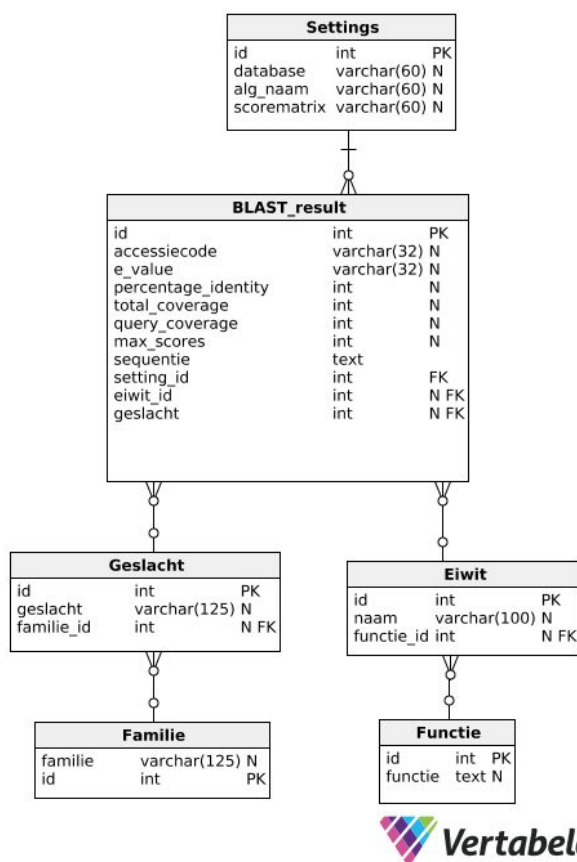 Settings
id int PK
database varchar(60) N
alg_naam varchar(60) N
scorematrix varchar(60) N
BLAST_result
id int PK
accessiecode varchar(32) N
e_value varchar(32) N
percentage_identity int N
total_coverage int N
query_coverage int N
max_scores int N
sequentie text
setting_id int FK
eiwit_id int N FK
geslacht int N FK
Geslacht
id int PK
geslacht varchar(125) N
familie_id int N FK
Eiwit
id int PK
naam varchar(100) N
functie_id int N FK
Familie
familie varchar(125) N
id int PK
Functie
id int PK
functie text N
Vertabel